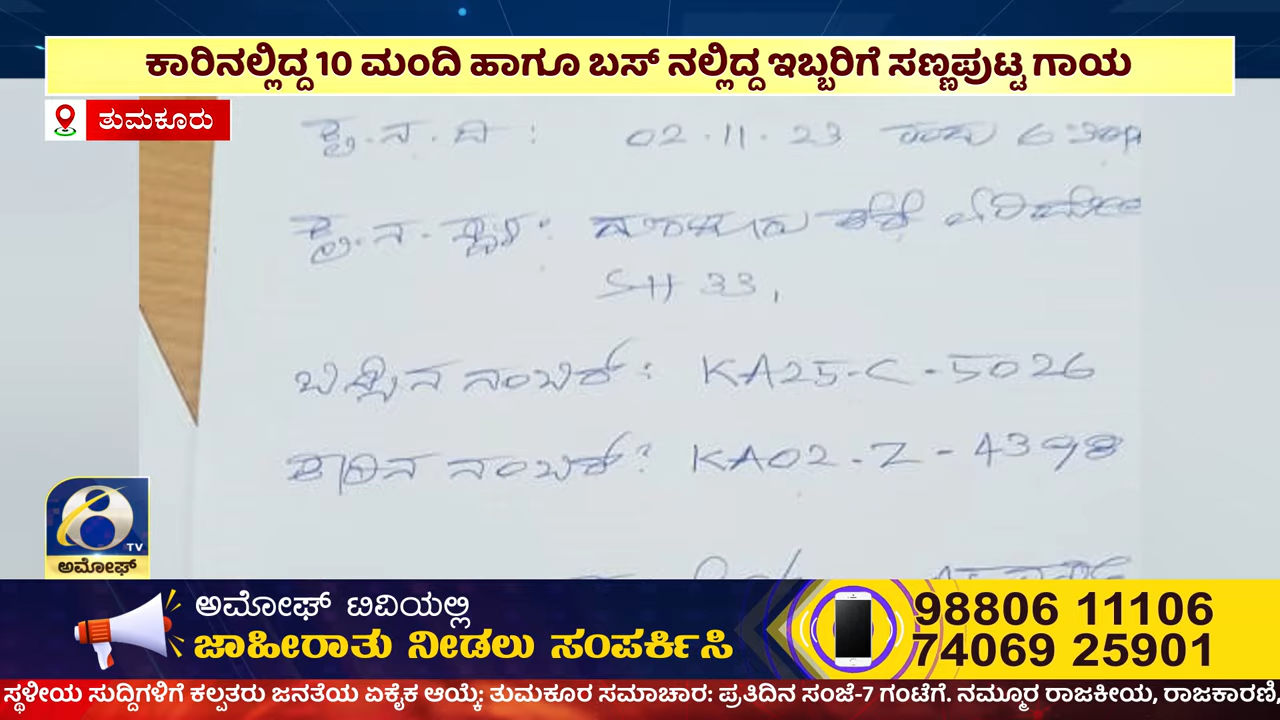 ಕಾರಿನಲ್ಲಿದ್ದ 10 ಮಂದಿ ಹಾಗೂ ಬಸ್ ನಲ್ಲಿದ್ದ ಇಬ್ಬರಿಗೆ ಸಣ್ಣಪುಟ್ಟ ಗಾಯ
ತುಮಕೂರು
02.11.23
SH 33,
ನಂಬರ್: KA25-C-5026
ಕಾರಿನ ನಂಬರ್: KA02-Z-4398
TV
ಅಮೋಘ್
ಅಮೋಘ್ ಟಿವಿಯಲ್ಲಿ
ಜಾಹೀರಾತು ನೀಡಲು ಸಂಪರ್ಕಿಸಿ
98806 11106
74069 25901
ಸ್ಥಳೀಯ ಸುದ್ದಿಗಳಿಗೆ ಕಲ್ಪತರು ಜನತೆಯ ಏಕೈಕ ಆಯ್ಕೆ: ತುಮಕೂರ ಸಮಾಚಾರ: ಪ್ರತಿದಿನ ಸಂಜೆ-7 ಗಂಟೆಗೆ. ನಮ್ಮೂರ ರಾಜಕೀಯ, ರಾಜಕಾರಣಿ,